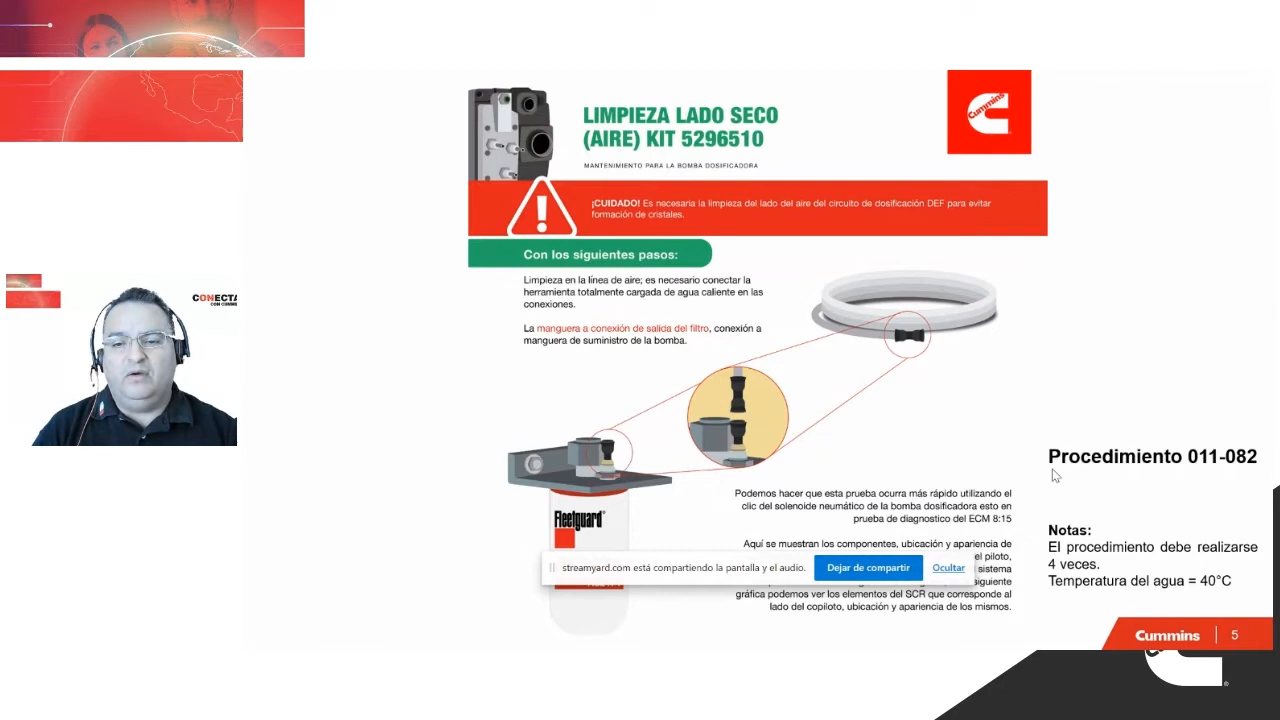 LIMPIEZA LADO SECO
(AIRE) KIT 5296510
MANTENIMIENTO PARA LA BOMBA DOSIFICADORA
Cummins
¡CUIDADO! Es necesaria la limpieza del lado del aire del circuito de dosificación DEF para evitar
formación de cristales.
Con los siguientes pasos:
Limpieza en la línea de aire; es necesario conectar la
herramienta totalmente cargada de agua caliente en las
conexiones.
La manguera a conexión de salida del filtro, conexión a
manguera de suministro de la bomba.
CONECTA
CON CUMMI
Procedimiento 011-082
Podemos hacer que esta prueba ocurra más rápido utilizando el
clic del solenoide neumático de la bomba dosificadora esto en
prueba de diagnostico del ECM 8:15
Fleetguard
Aquí se muestran los componentes, ubicación y apariencia de
el piloto,
sistema
siguiente
gráfica podemos ver los elementos del SCR que corresponde al
lado del copiloto, ubicación y apariencia de los mismos.
streamyard.com está compartiendo la pantalla y el audio.
Dejar de compartir
Ocultar
Notas:
El procedimiento debe realizarse
4 veces.
Temperatura del agua = 40°C
Cummins
5